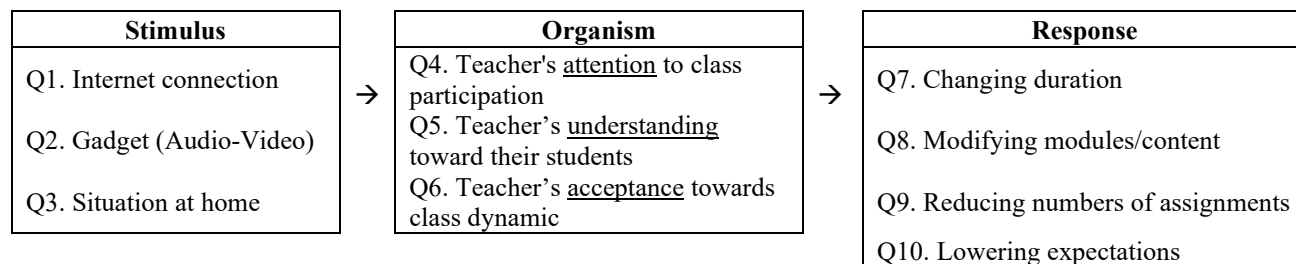 Stimulus
Q1. Internet connection
Q2. Gadget (Audio-Video)
Q3. Situation at home
→
Organism
Q4. Teacher's attention to class
participation
Q5. Teacher’s understanding
toward their students
Q6. Teacher’s acceptance towards
class dynamic
→
Response
Q7. Changing duration
Q8. Modifying modules/content
Q9. Reducing numbers of assignments
Q10. Lowering expectations